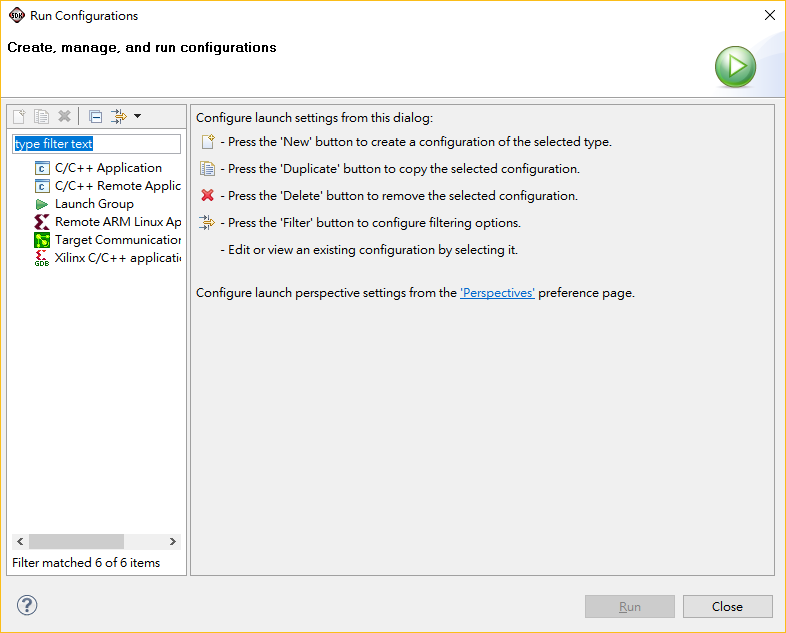 Run Configurations
Create, manage, and run configurations
type filter text
C/C++ Application
C/C++ Remote Applic
Launch Group
Remote ARM Linux Ap
Target Communication
Xilinx C/C++ applicati
Filter matched 6 of 6 items
Configure launch settings from this dialog:
- Press the 'New' button to create a configuration of the selected type.
- Press the 'Duplicate' button to copy the selected configuration.
- Press the 'Delete' button to remove the selected configuration.
- Press the 'Filter' button to configure filtering options.
- Edit or view an existing configuration by selecting it.
Configure launch perspective settings from the 'Perspectives' preference page.
Run
Close